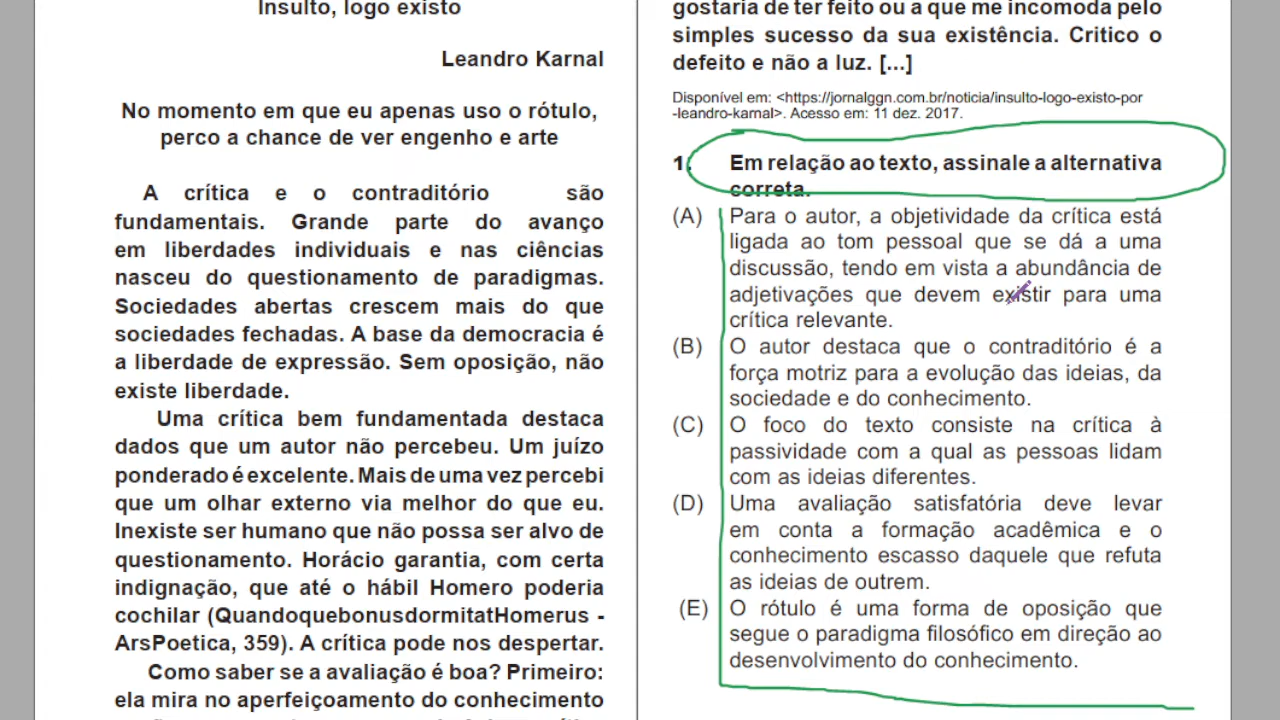 Insulto, logo existo
Leandro Karnal
No momento em que eu apenas uso o rótulo,
perco a chance de ver engenho e arte
A crítica e o contraditório são
fundamentais. Grande parte do avanço
em liberdades individuais e nas ciências
nasceu do questionamento de paradigmas.
Sociedades abertas crescem mais do que
sociedades fechadas. A base da democracia é
a liberdade de expressão. Sem oposição, não
existe liberdade.
Uma crítica bem fundamentada destaca
dados que um autor não percebeu. Um juízo
ponderado é excelente. Mais de uma vez percebi
que um olhar externo via melhor do que eu.
Inexiste ser humano que não possa ser alvo de
questionamento. Horácio garantia, com certa
indignação, que até o hábil Homero poderia
cochilar (QuandoquebonusdormitatHomerus -
ArsPoetica, 359). A crítica pode nos despertar.
Como saber se a avaliação é boa? Primeiro:
ela mira no aperfeiçoamento do conhecimento
gostaria de ter feito ou a que me incomoda pelo
simples sucesso da sua existência. Critico o
defeito e não a luz. [...]
Disponível em: <https://jornalggn.com.br/noticia/insulto-logo-existo-por
-leandro-karnal>. Acesso em: 11 dez. 2017.
1. Em relação ao texto, assinale a alternativa
correta.
(A) Para o autor, a objetividade da crítica está
ligada ao tom pessoal que se dá a uma
discussão, tendo em vista a abundância de
adjetivações que devem existir para uma
crítica relevante.
(B) O autor destaca que o contraditório é a
força motriz para a evolução das ideias, da
sociedade e do conhecimento.
(C) O foco do texto consiste na crítica à
passividade com a qual as pessoas lidam
com as ideias diferentes.
(D) Uma avaliação satisfatória deve levar
em conta a formação acadêmica e o
conhecimento escasso daquele que refuta
as ideias de outrem.
(E) O rótulo é uma forma de oposição que
segue o paradigma filosófico em direção ao
desenvolvimento do conhecimento.